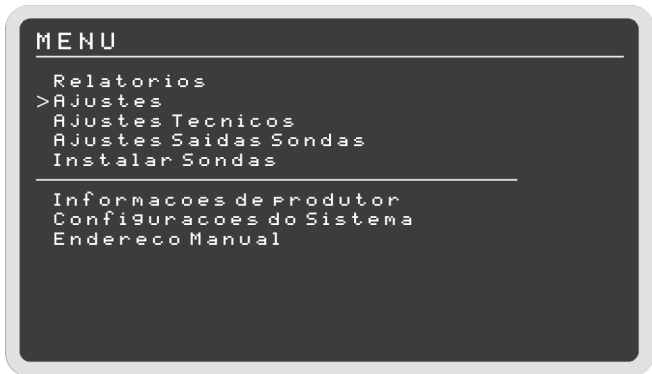 MENU
Relatorios
>Ajustes
Ajustes Tecnicos
Ajustes Saidas Sondas
Instalar Sondas
Informacoes de produtor
Configuracoes do Sistema
Endereco Manual